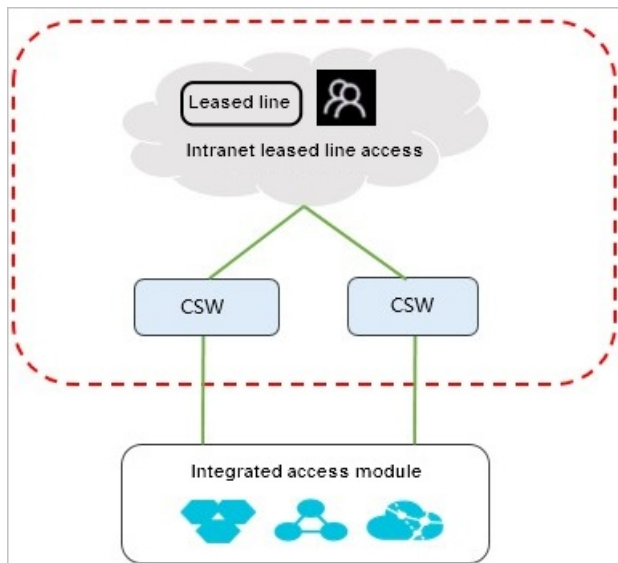 Leased line
Intranet leased line access
CSW
CSW
Integrated access module